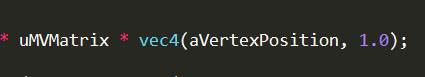 * uMVMatrix * vec4(aVertexPosition, 1.0);